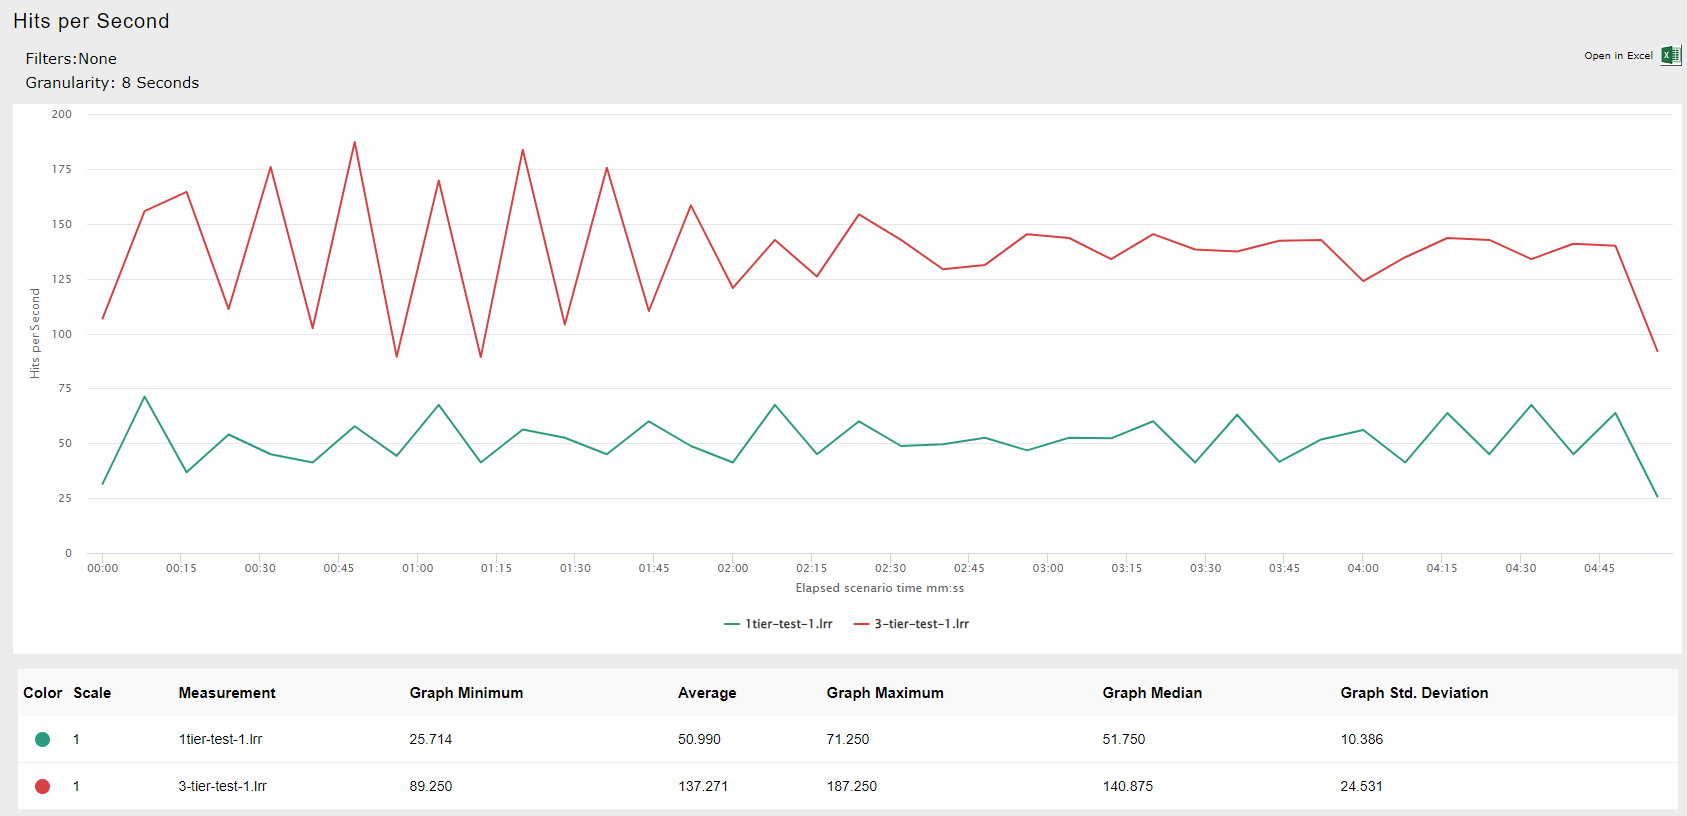 Hits per Second
Filters:None
Open in Excel
Granularity: 8 Seconds
200
175
150
125
100
75
50
25
0
Hits per Second
00:00 00:15 00:30 00:45 01:00 01:15 01:30 01:45 02:00 02:15 02:30 02:45 03:00 03:15 03:30 03:45 04:00 04:15 04:30 04:45
Elapsed scenario time mm:ss
1tier-test-1.lrr 3-tier-test-1.lrr
Color Scale Measurement Graph Minimum Average Graph Maximum Graph Median Graph Std. Deviation
1 1tier-test-1.lrr 25.714 50.990 71.250 51.750 10.386
1 3-tier-test-1.lrr 89.250 137.271 187.250 140.875 24.531